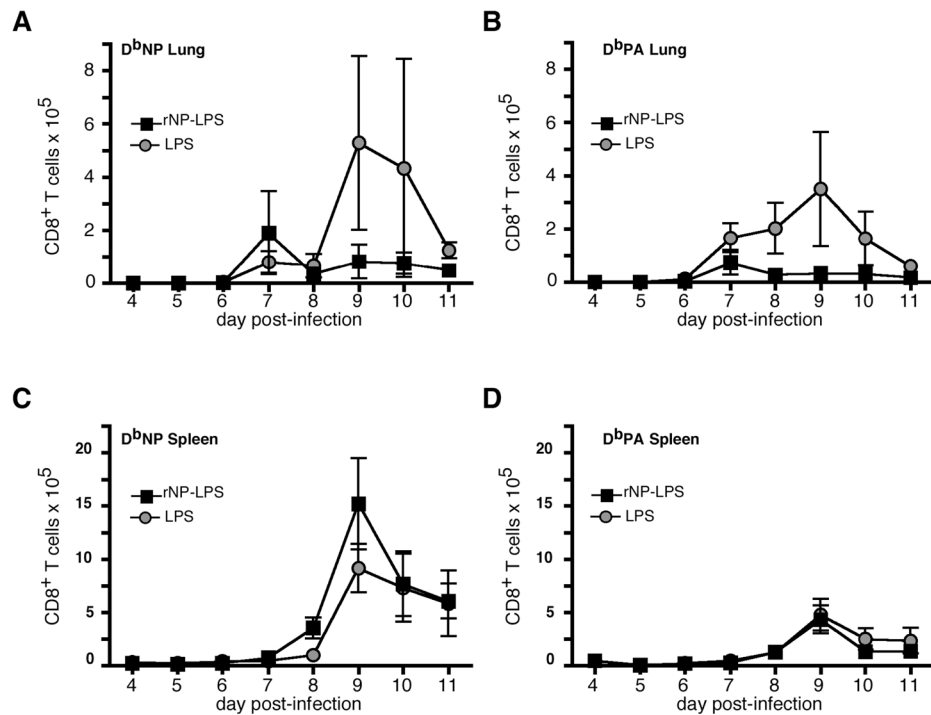 A
DᵇNP Lung
CD8⁺ T cells x 10⁵
8
6
4
2
0
rNP-LPS
LPS
4 5 6 7 8 9 10 11
day post-infection
B
DᵇPA Lung
CD8⁺ T cells x 10⁵
8
6
4
2
0
rNP-LPS
LPS
4 5 6 7 8 9 10 11
day post-infection
C
DᵇNP Spleen
CD8⁺ T cells x 10⁵
20
15
10
5
0
rNP-LPS
LPS
4 5 6 7 8 9 10 11
day post-infection
D
DᵇPA Spleen
CD8⁺ T cells x 10⁵
20
15
10
5
0
rNP-LPS
LPS
4 5 6 7 8 9 10 11
day post-infection